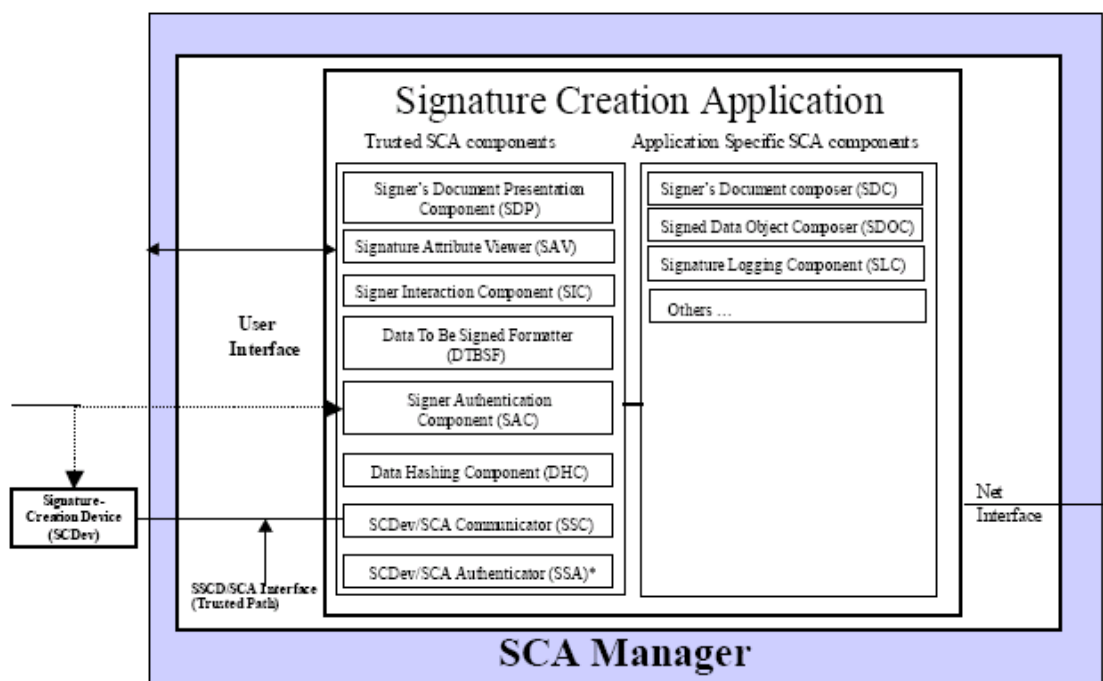 Signature Creation Application
Trusted SCA components
Application Specific SCA components
Signer's Document Presentation
Component (SDP)
Signature Attribute Viewer (SAV)
Signer Interaction Component (SIC)
Data To Be Signed Formatter
(DTBSF)
Signer Authentication
Component (SAC)
Data Hashing Component (DHC)
SCDev/SCA Communicator (SSC)
SCDev/SCA Authenticator (SSA)*
Signer's Document composer (SDC)
Signed Data Object Composer (SDOC)
Signature Logging Component (SLC)
Others ...
User
Interface
Signature-
Creation Device
(SCDev)
SSCD/SCA Interface
(Trusted Path)
Net
Interface
SCA Manager